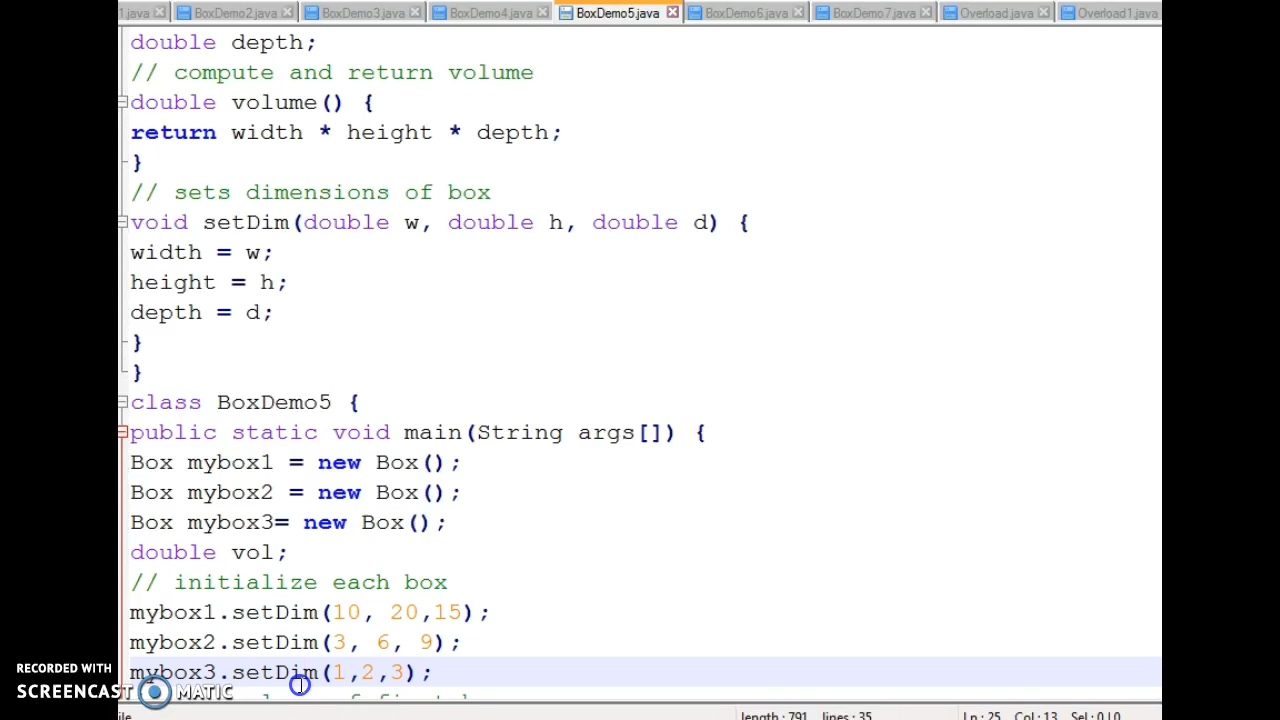 1.java BoxDemo2.java BoxDemo3.java BoxDemo4.java BoxDemo5.java BoxDemo6.java BoxDemo7.java Overload.java Overload1.java
double depth;
// compute and return volume
double volume() {
return width * height * depth;
}
// sets dimensions of box
void setDim(double w, double h, double d) {
width = w;
height = h;
depth = d;
}
}
class BoxDemo5 {
public static void main(String args[]) {
Box mybox1 = new Box();
Box mybox2 = new Box();
Box mybox3= new Box();
double vol;
// initialize each box
mybox1.setDim(10, 20,15);
mybox2.setDim(3, 6, 9);
mybox3.setDim(1,2,3);
RECORDED WITH
SCREENCAST MATIC
length : 791 lines : 35 Ln : 25 Col : 13 Sel : 0 | 0